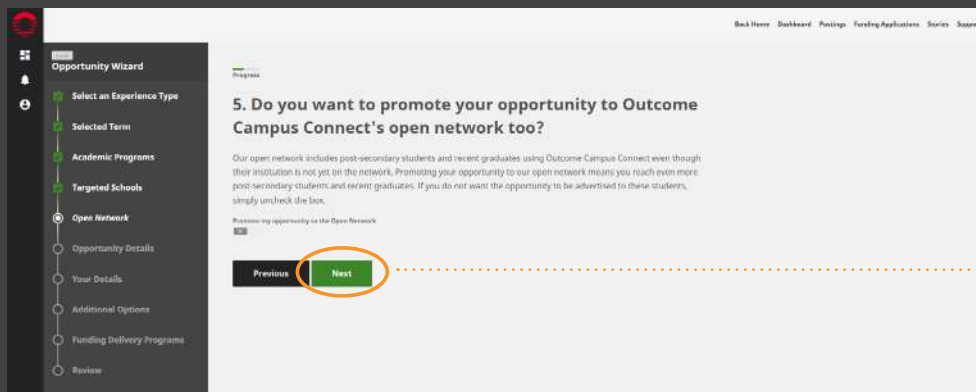 Back Home Dashboard Postings Funding Applications Stories
Opportunity Wizard
Progress
Select an Experience Type
5. Do you want to promote your opportunity to Outcome
Campus Connect's open network too?
Selected Term
Academic Programs
Our open network includes post-secondary students and recent graduates using Outcome Campus Connect even though
their institution is not yet on the network. Promoting your opportunity to our open network means you reach even more
post-secondary students and recent graduates. If you do not want the opportunity to be advertised to these students,
simply uncheck the box.
Targeted Schools
Open Network
Promote my opportunity to the Open Network
Opportunity Details
Previous Next
Your Details
Additional Options
Funding Delivery Programs
Review